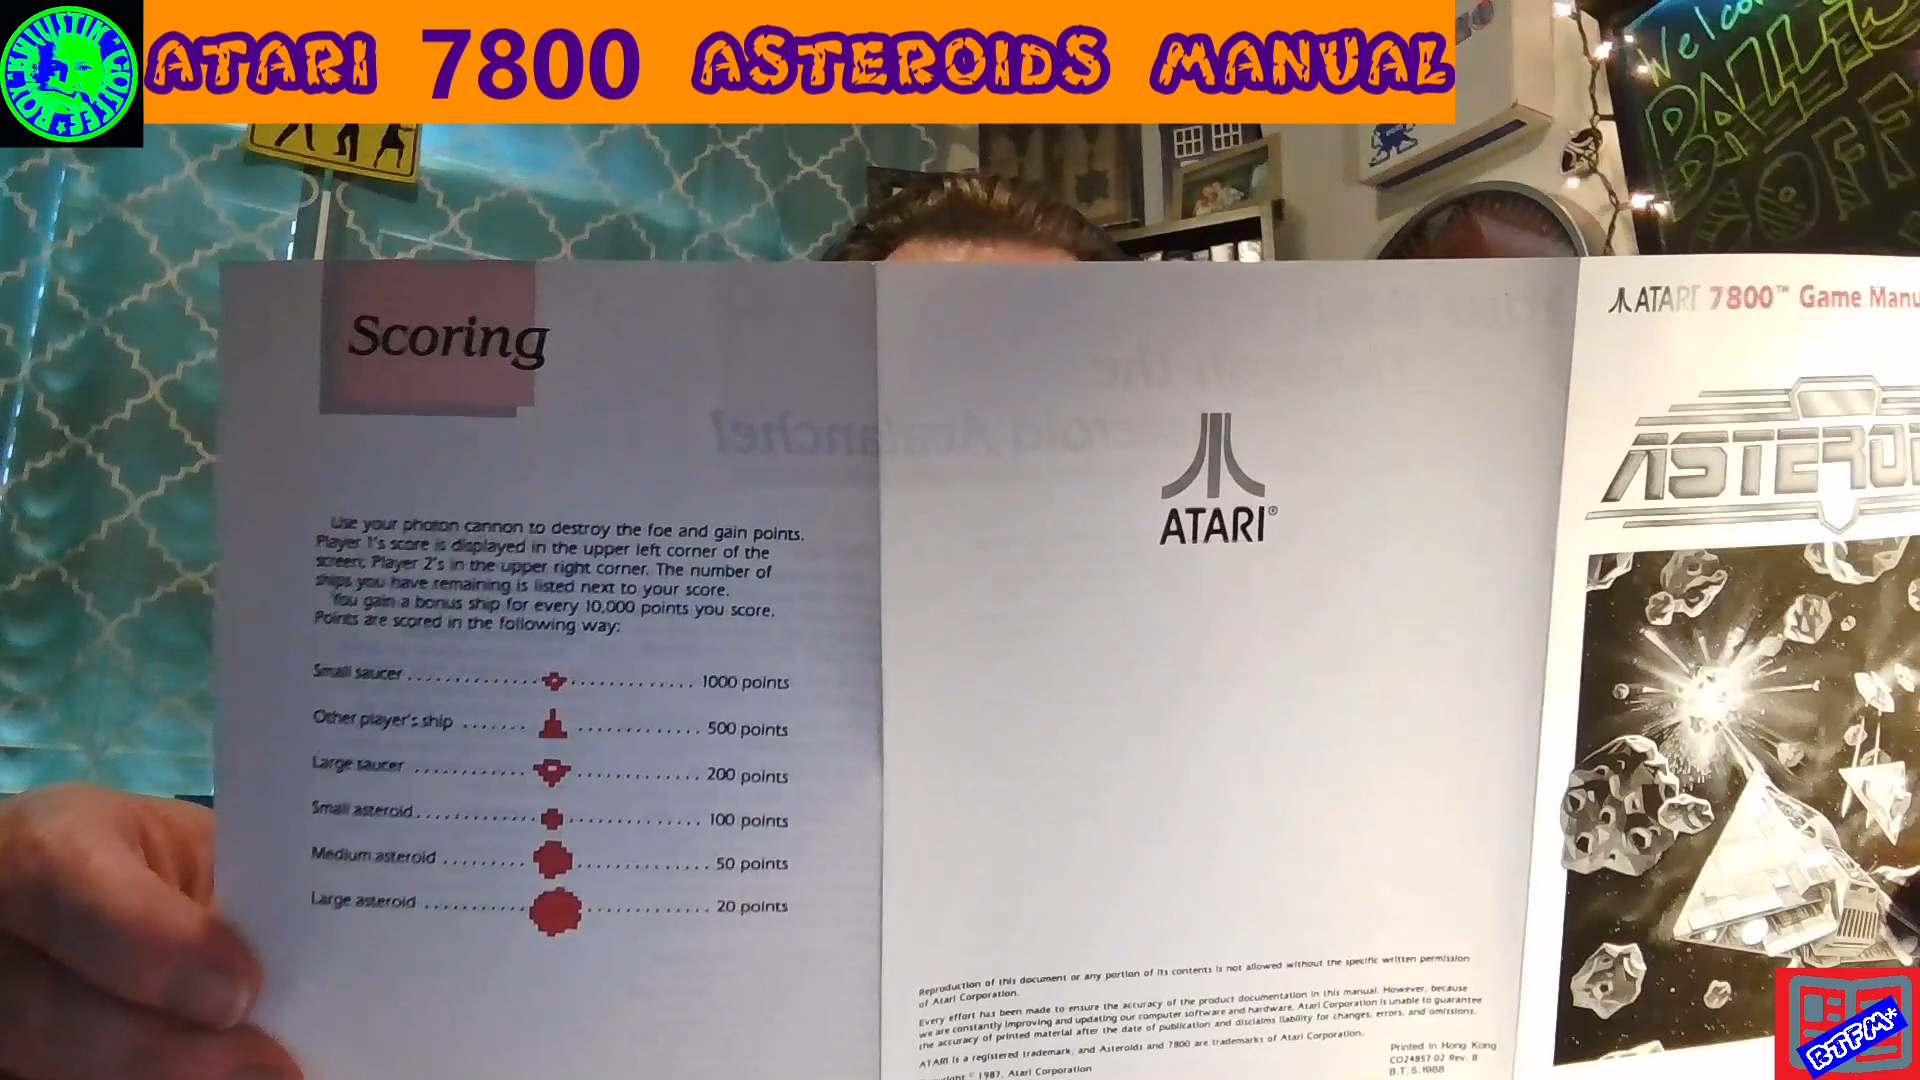 ATARI 7800 ASTEROIDS MANUAL
Scoring
Use your photon cannon to destroy the foe and gain points.
Player 1's score is displayed in the upper left corner of the
screen; Player 2's in the upper right corner. The number of
ships you have remaining is listed next to your score.
You gain a bonus ship for every 10,000 points you score.
Points are scored in the following way:
Small saucer .............. 1000 points
Other player's ship ....... 500 points
Large saucer .............. 200 points
Small asteroid .............. 100 points
Medium asteroid ......... 50 points
Large asteroid ........... 20 points
ATARI®
Reproduction of this document or any portion of its contents is not allowed without the specific written permission
of Atari Corporation.
Every effort has been made to ensure the accuracy of the product documentation in this manual. However, because
we are constantly improving and updating our computer software and hardware, Atari Corporation is unable to guarantee
the accuracy of printed material after the date of publication and disclaims liability for changes, errors, and omissions.
ATARI is a registered trademark, and Asteroids and 7800 are trademarks of Atari Corporation.
© 1987, Atari Corporation
Printed in Hong Kong
CO24857-02 Rev. B
B.T. 5. 1988
ATARI 7800™ Game Manu
ASTEROI
Welco
RTFM*